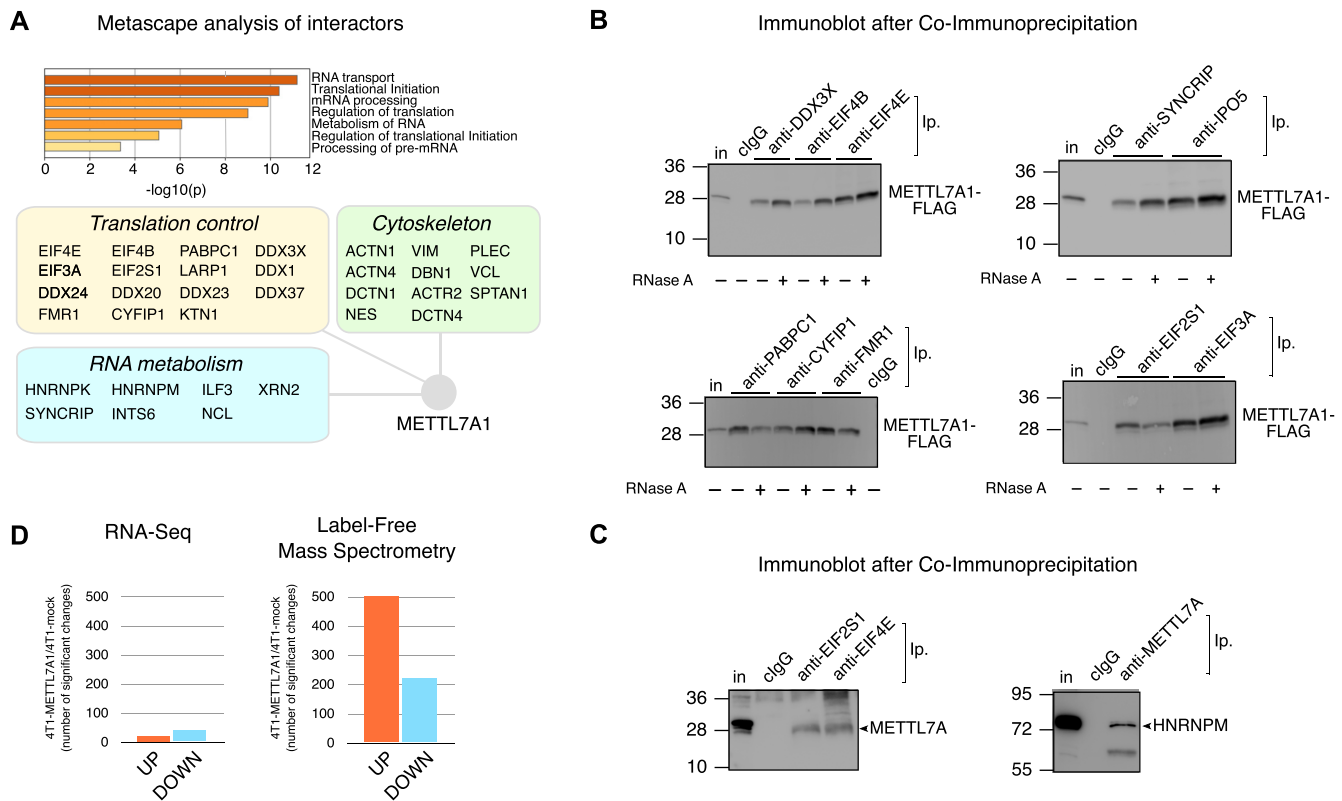 A
Metascape analysis of interactors
RNA transport
Translational Initiation
mRNA processing
Regulation of translation
Metabolism of RNA
Regulation of translational Initiation
Processing of pre-mRNA
0 2 4 6 8 10 12
-log10(p)
Translation control
EIF4E EIF4B PABPC1 DDX3X
EIF3A EIF2S1 LARP1 DDX1
DDX24 DDX20 DDX23 DDX37
FMR1 CYFIP1 KTN1
Cytoskeleton
ACTN1 VIM PLEC
ACTN4 DBN1 VCL
DCTN1 ACTR2 SPTAN1
NES DCTN4
RNA metabolism
HNRNPK HNRNPM ILF3 XRN2
SYNCRIP INTS6 NCL
METTL7A1
B
Immunoblot after Co-Immunoprecipitation
in cIgG anti-DDX3X anti-EIF4B anti-EIF4E Ip.
36
28
10
METTL7A1-
FLAG
RNase A – – – + – + – +
in cIgG anti-SYNCRIP anti-IPO5 Ip.
36
28
10
METTL7A1-
FLAG
RNase A – – – + – +
in anti-PABPC1 anti-CYFIP1 anti-FMR1 cIgG Ip.
36
28
METTL7A1-
FLAG
RNase A – – + – + – + –
in cIgG anti-EIF2S1 anti-EIF3A Ip.
36
28
METTL7A1-
FLAG
RNase A – – – + – +
C
Immunoblot after Co-Immunoprecipitation
in cIgG anti-EIF2S1 anti-EIF4E Ip.
36
28
10
METTL7A
in cIgG anti-METTL7A Ip.
95
72
55
HNRNPM
D
RNA-Seq
4T1-METTL7A1/4T1-mock
(number of significant changes)
500
400
300
200
100
0
UP DOWN
Label-Free
Mass Spectrometry
4T1-METTL7A1/4T1-mock
(number of significant changes)
500
400
300
200
100
0
UP DOWN